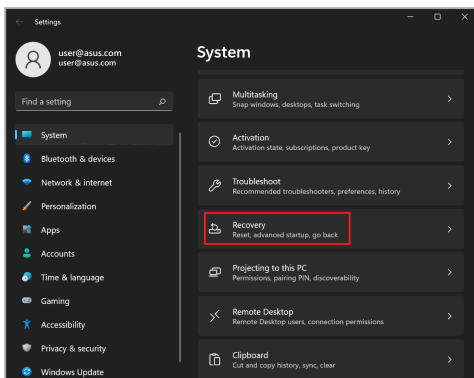 Settings
user@asus.com
user@asus.com
Find a setting
System
Bluetooth & devices
Network & internet
Personalization
Apps
Accounts
Time & language
Gaming
Accessibility
Privacy & security
Windows Update
System
Multitasking
Snap windows, desktops, task switching
Activation
Activation state, subscriptions, product key
Troubleshoot
Recommended troubleshooters, preferences, history
Recovery
Reset, advanced startup, go back
Projecting to this PC
Permissions, pairing PIN, discoverability
Remote Desktop
Remote Desktop users, connection permissions
Clipboard
Cut and copy history, sync, clear